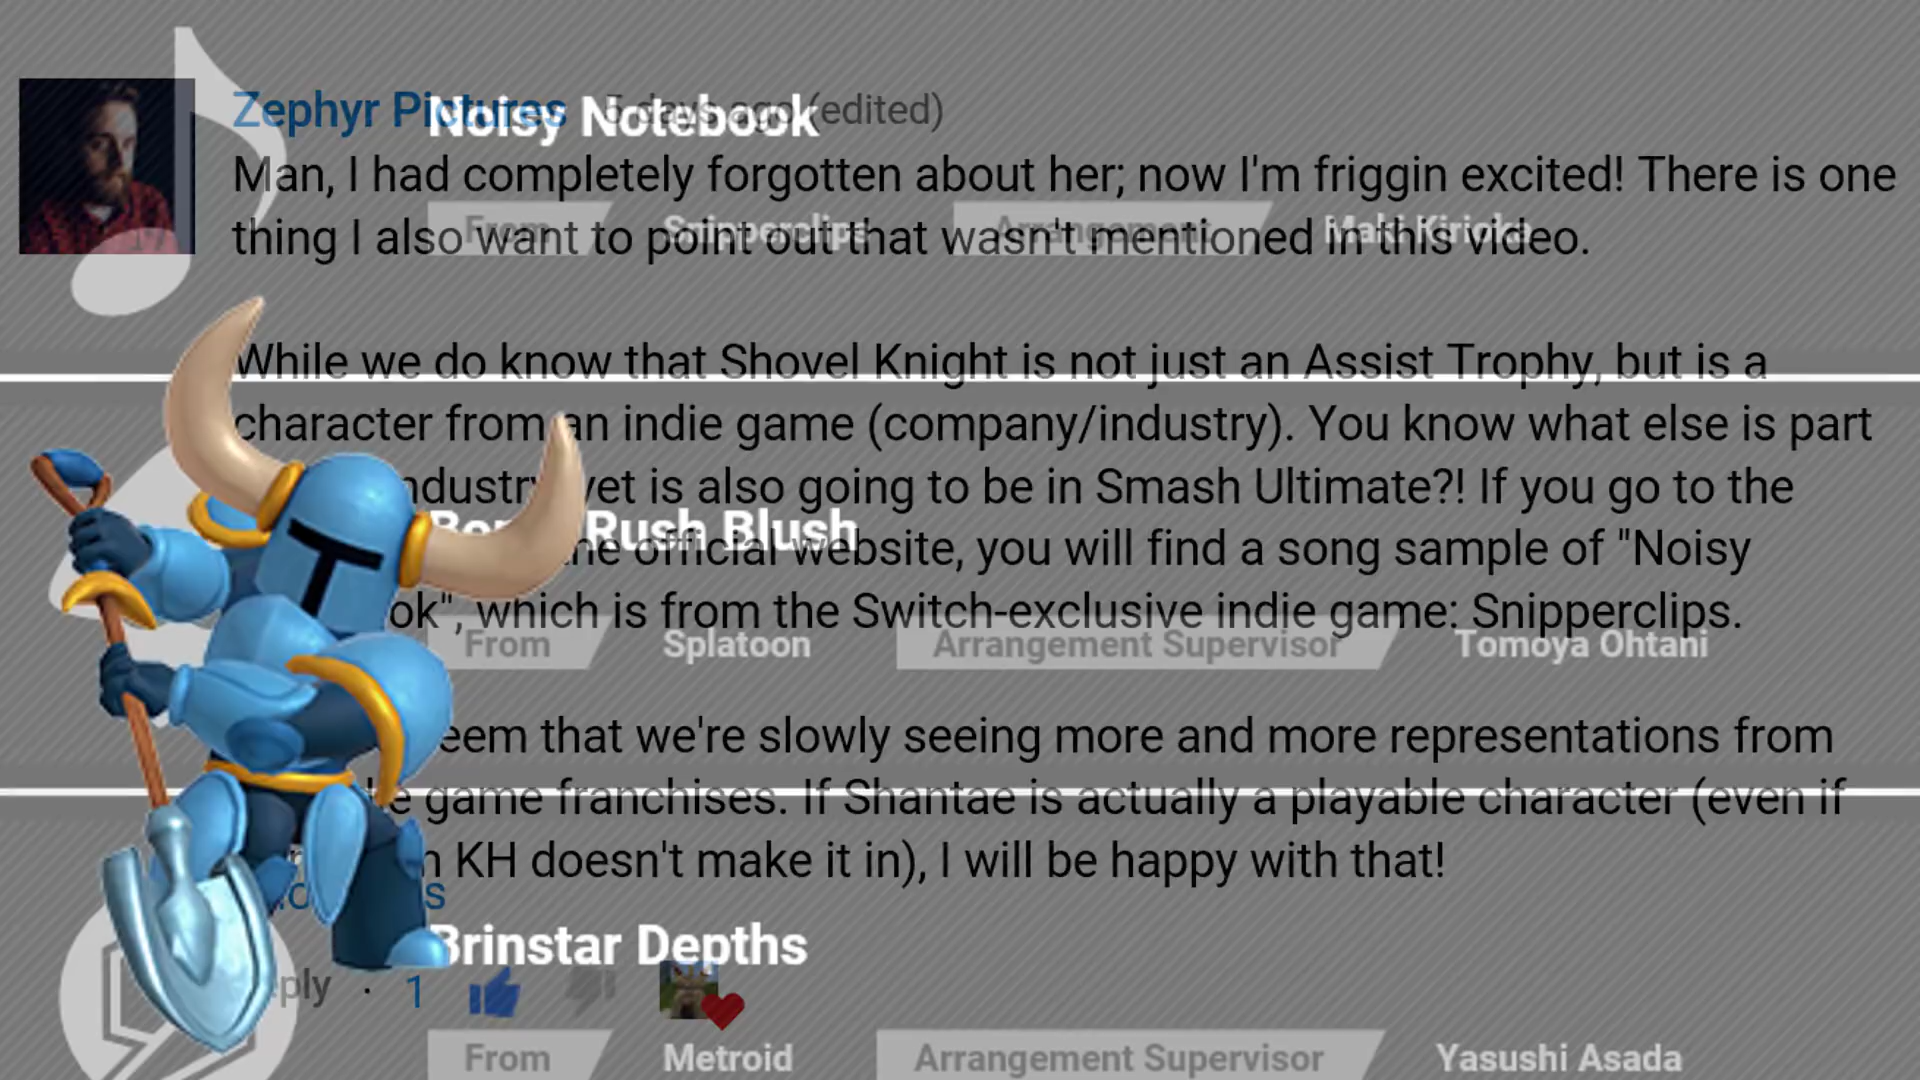 Zephyr Pictures 5 days ago (edited)
Noisy Notebook
Man, I had completely forgotten about her; now I'm friggin excited! There is one
From Snipperclips Arrangement Maki Kirioka
thing I also want to point out that wasn't mentioned in this video.
While we do know that Shovel Knight is not just an Assist Trophy, but is a
character from an indie game (company/industry). You know what else is part
yet is also going to be in Smash Ultimate?! If you go to the
Rush Blush
official website, you will find a song sample of "Noisy
ok", which is from the Switch-exclusive indie game: Snipperclips.
From Splatoon Arrangement Supervisor Tomoya Ohtani
eem that we're slowly seeing more and more representations from
game franchises. If Shantae is actually a playable character (even if
KH doesn't make it in), I will be happy with that!
Brinstar Depths
ply · 1
From Metroid Arrangement Supervisor Yasushi Asada